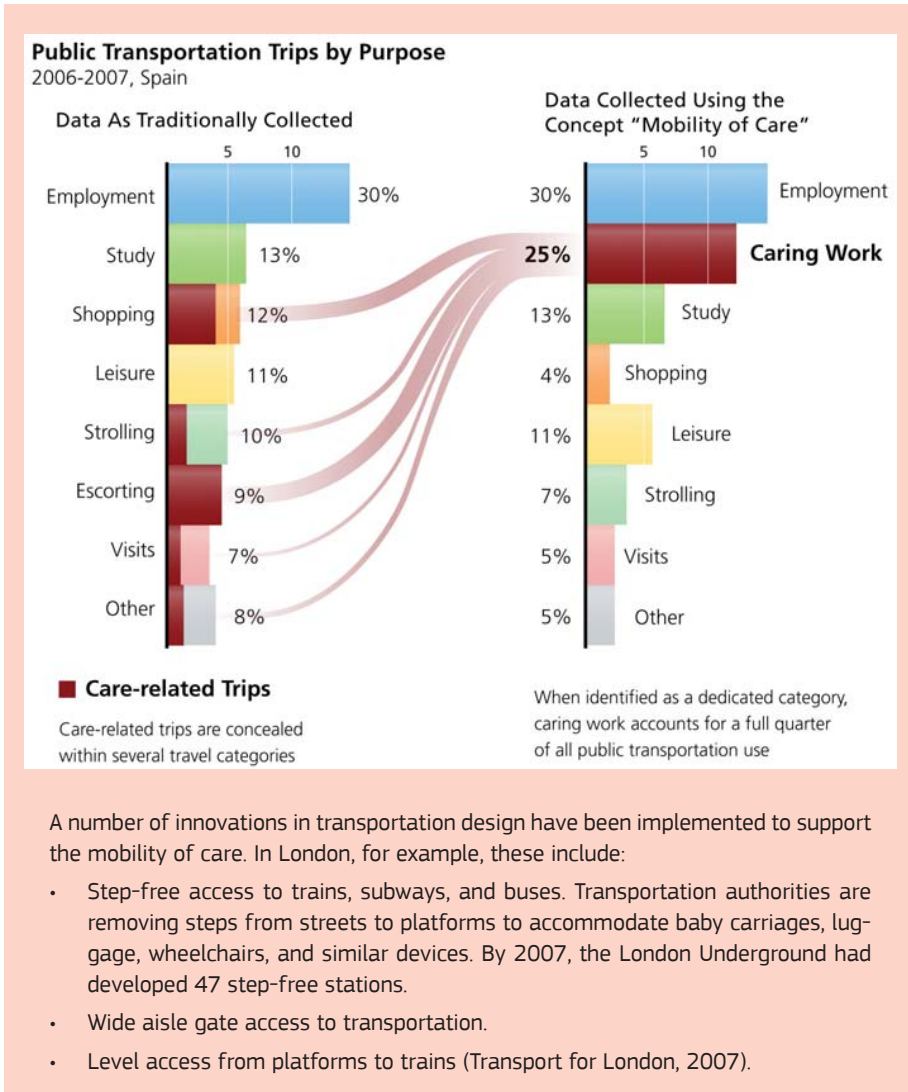 Public Transportation Trips by Purpose
2006-2007, Spain
Data As Traditionally Collected
5 10
Employment 30%
Study 13%
Shopping 12%
Leisure 11%
Strolling 10%
Escorting 9%
Visits 7%
Other 8%
Care-related Trips
Care-related trips are concealed
within several travel categories
Data Collected Using the
Concept “Mobility of Care”
5 10
30% Employment
25% Caring Work
13% Study
4% Shopping
11% Leisure
7% Strolling
5% Visits
5% Other
When identified as a dedicated category,
caring work accounts for a full quarter
of all public transportation use
A number of innovations in transportation design have been implemented to support
the mobility of care. In London, for example, these include:
• Step-free access to trains, subways, and buses. Transportation authorities are
removing steps from streets to platforms to accommodate baby carriages, lug-
gage, wheelchairs, and similar devices. By 2007, the London Underground had
developed 47 step-free stations.
• Wide aisle gate access to transportation.
• Level access from platforms to trains (Transport for London, 2007).